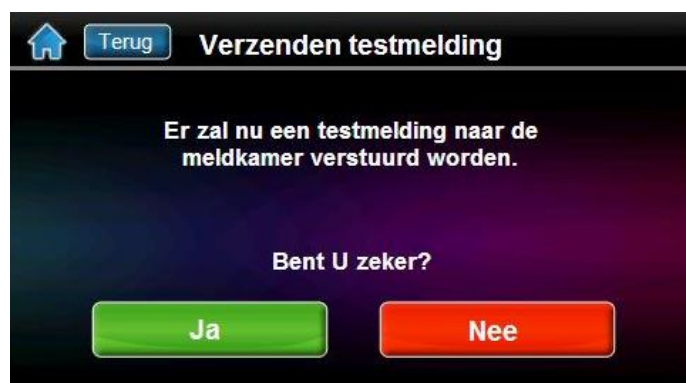 Terug Verzenden testmelding
Er zal nu een testmelding naar de
meldkamer verstuurd worden.
Bent U zeker?
Ja Nee